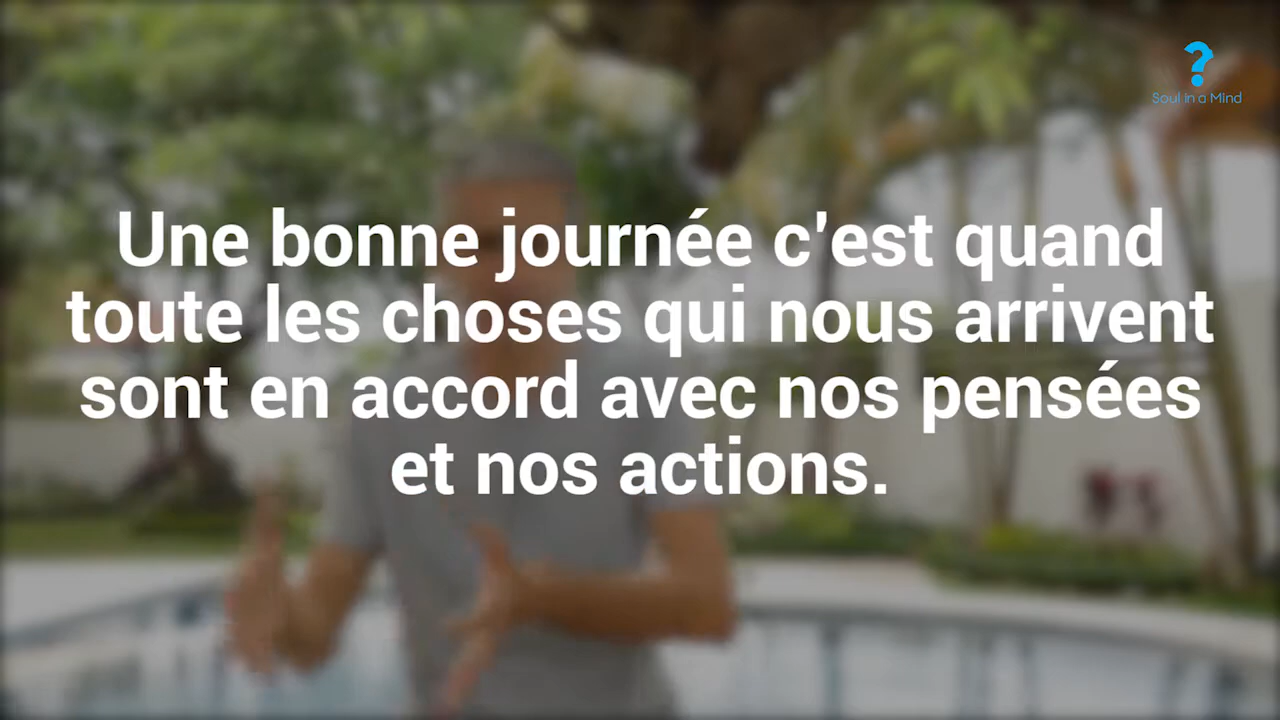 ?
Soul in a Mind
Une bonne journée c'est quand
toute les choses qui nous arrivent
sont en accord avec nos pensées
et nos actions.